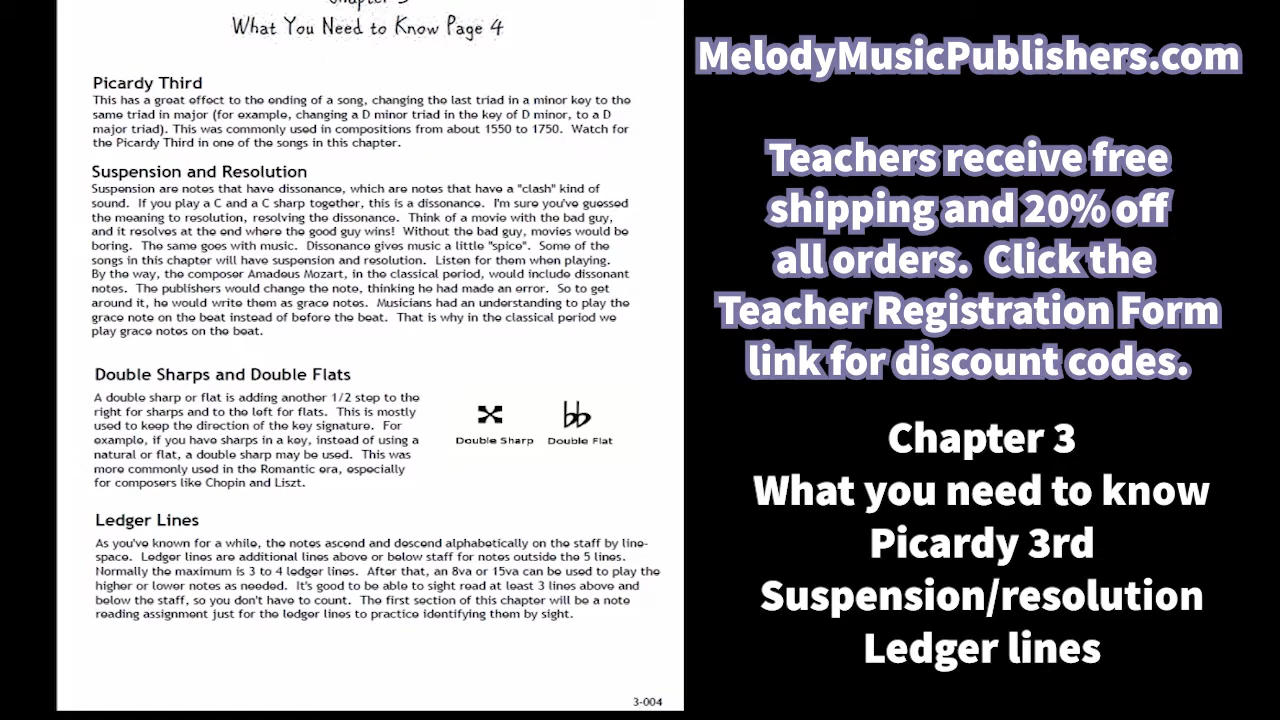 Chapter 3
What You Need to Know Page 4
Picardy Third
This has a great effect to the ending of a song, changing the last triad in a minor key to the
same triad in major (for example, changing a D minor triad in the key of D minor, to a D
major triad). This was commonly used in compositions from about 1550 to 1750. Watch for
the Picardy Third in one of the songs in this chapter.
Suspension and Resolution
Suspension are notes that have dissonance, which are notes that have a "clash" kind of
sound. If you play a C and a C sharp together, this is a dissonance. I'm sure you've guessed
the meaning to resolution, resolving the dissonance. Think of a movie with the bad guy,
and it resolves at the end where the good guy wins! Without the bad guy, movies would be
boring. The same goes with music. Dissonance gives music a little "spice". Some of the
songs in this chapter will have suspension and resolution. Listen for them when playing.
By the way, the composer Amadeus Mozart, in the classical period, would include dissonant
notes. The publishers would change the note, thinking he had made an error. So to get
around it, he would write them as grace notes. Musicians had an understanding to play the
grace note on the beat instead of before the beat. That is why in the classical period we
play grace notes on the beat.
Double Sharps and Double Flats
A double sharp or flat is adding another 1/2 step to the
right for sharps and to the left for flats. This is mostly
used to keep the direction of the key signature. For
example, if you have sharps in a key, instead of using a
natural or flat, a double sharp may be used. This was
more commonly used in the Romantic era, especially
for composers like Chopin and Liszt.
Double Sharp Double Flat
Ledger Lines
As you've known for a while, the notes ascend and descend alphabetically on the staff by line-
space. Ledger lines are additional lines above or below staff for notes outside the 5 lines.
Normally the maximum is 3 to 4 ledger lines. After that, an 8va or 15va can be used to play the
higher or lower notes as needed. It's good to be able to sight read at least 3 lines above and
below the staff, so you don't have to count. The first section of this chapter will be a note
reading assignment just for the ledger lines to practice identifying them by sight.
3-004
MelodyMusicPublishers.com
Teachers receive free
shipping and 20% off
all orders. Click the
Teacher Registration Form
link for discount codes.
Chapter 3
What you need to know
Picardy 3rd
Suspension/resolution
Ledger lines